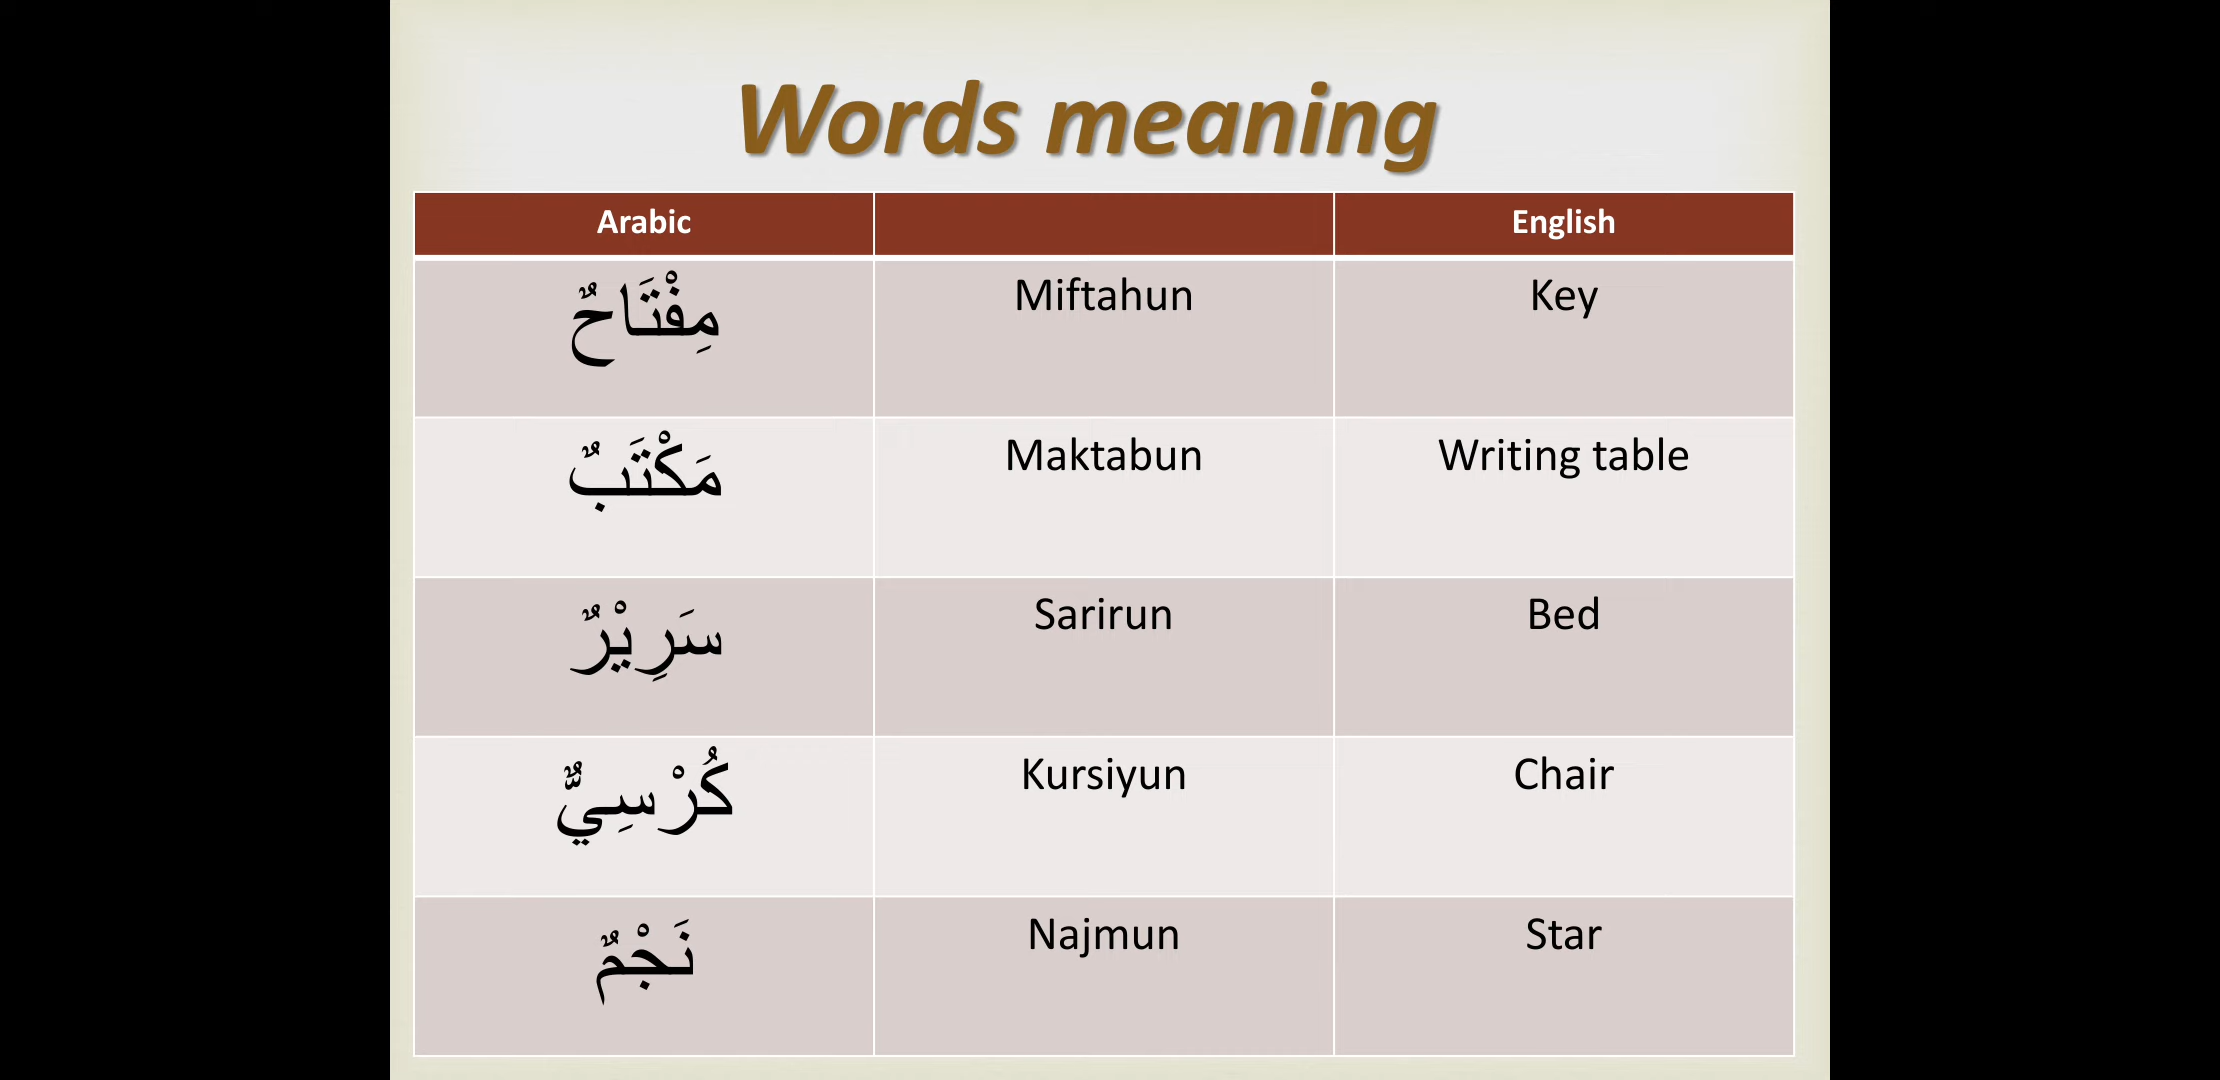 Words meaning
Arabic English
مِفْتَاحٌ Miftahun Key
مَكْتَبٌ Maktabun Writing table
سَرِيْرٌ Sarirun Bed
كُرْسِيٌّ Kursiyun Chair
نَجْمٌ Najmun Star